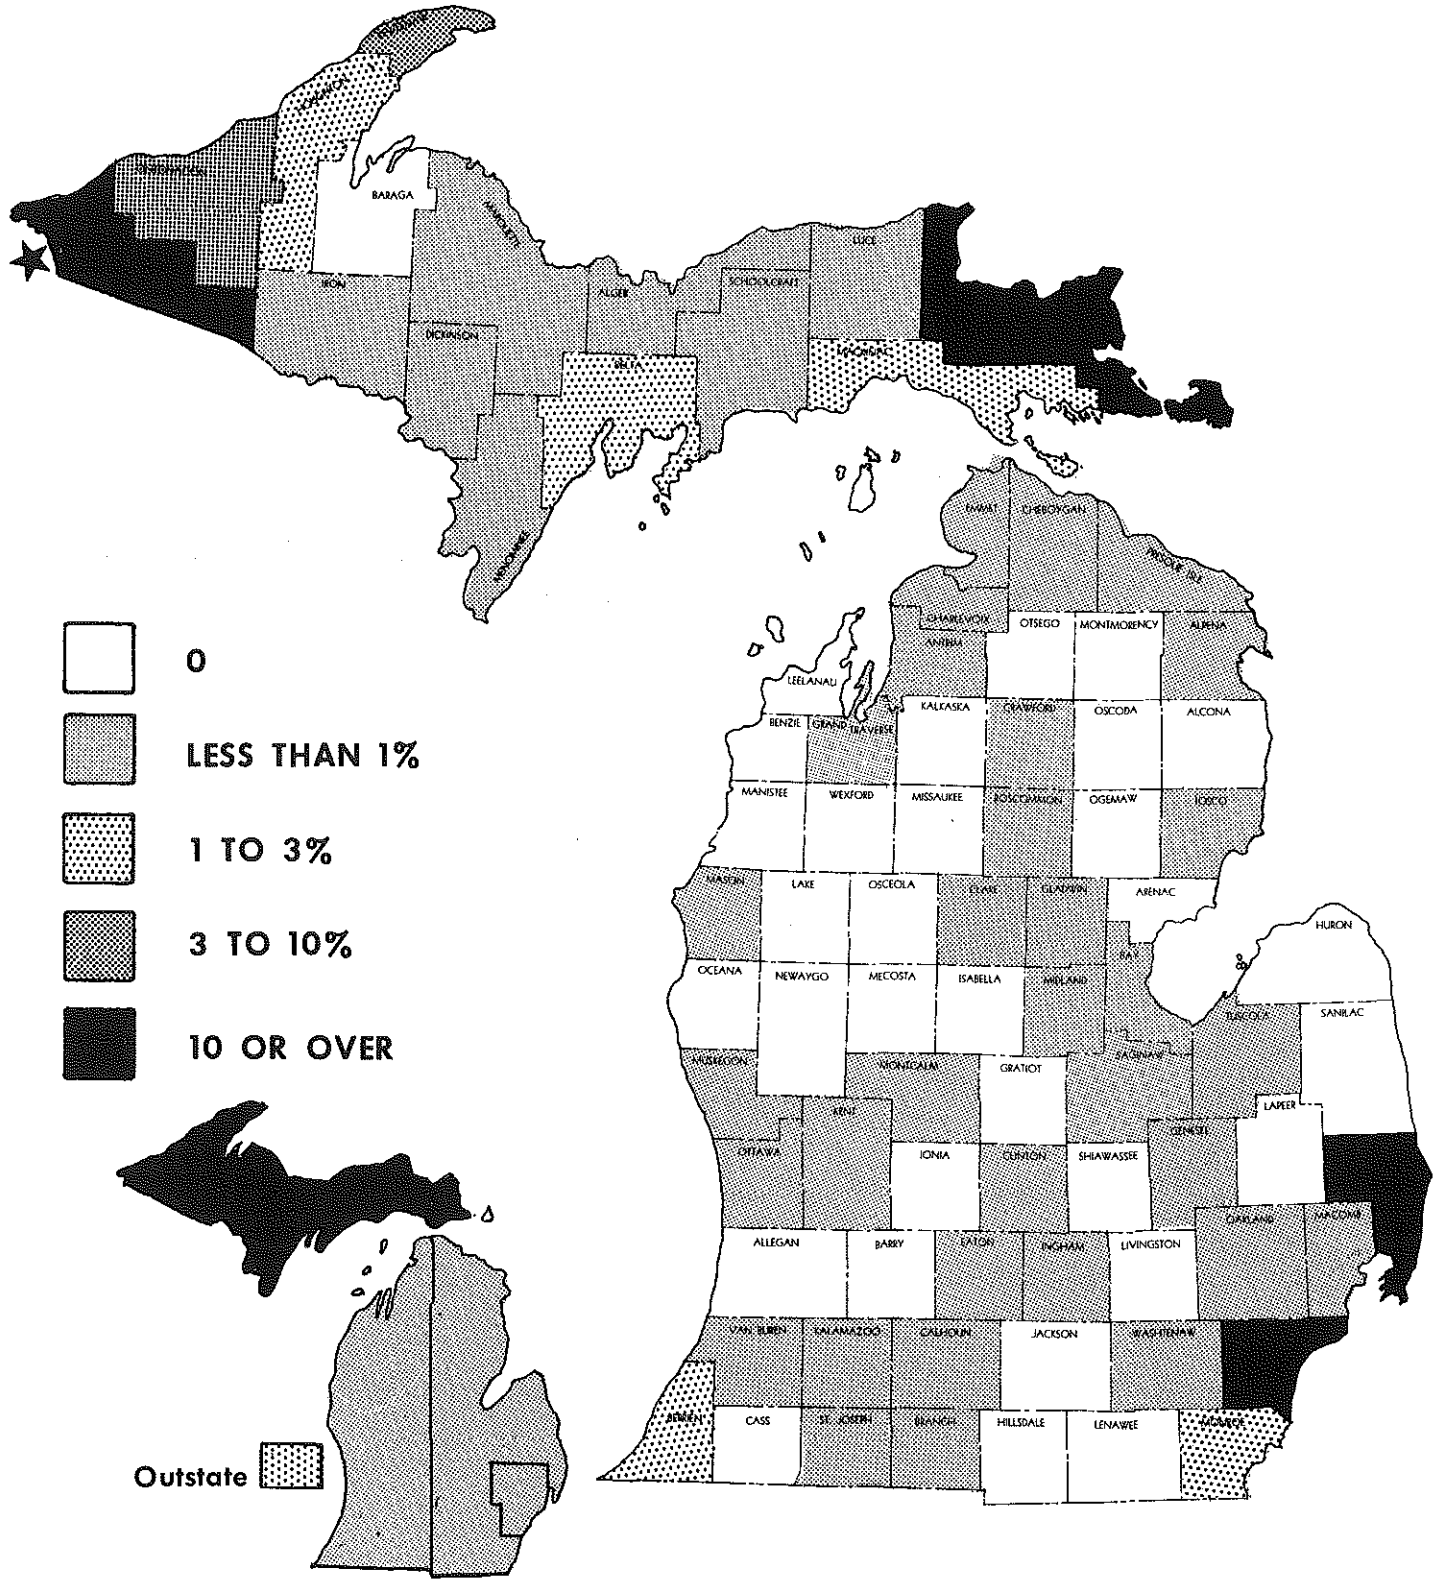 KEWEENAW
HOUGHTON
ONTONAGON
BARAGA
MARQUETTE
LUCE
IRON
ALGER
SCHOOLCRAFT
DICKINSON
MACKINAC
DELTA
MENOMINEE
EMMET
CHEBOYGAN
PRESQUE ISLE
CHARLEVOIX
OTSEGO
MONTMORENCY
ALPENA
ANTRIM
LEELANAU
KALKASKA
CRAWFORD
OSCODA
ALCONA
BENZIE
GRAND TRAVERSE
MANISTEE
WEXFORD
MISSAUKEE
ROSCOMMON
OGEMAW
IOSCO
MASON
LAKE
OSCEOLA
CLARE
GLADWIN
ARENAC
HURON
BAY
OCEANA
NEWAYGO
MECOSTA
ISABELLA
MIDLAND
TUSCOLA
SANILAC
MUSKEGON
MONTCALM
GRATIOT
SAGINAW
KENT
LAPEER
GENESEE
OTTAWA
IONIA
CLINTON
SHIAWASSEE
ALLEGAN
BARRY
EATON
INGHAM
LIVINGSTON
OAKLAND
MACOMB
VAN BUREN
KALAMAZOO
CALHOUN
JACKSON
WASHTENAW
BERRIEN
CASS
ST. JOSEPH
BRANCH
HILLSDALE
LENAWEE
MONROE
0
LESS THAN 1%
1 TO 3%
3 TO 10%
10 OR OVER
Outstate